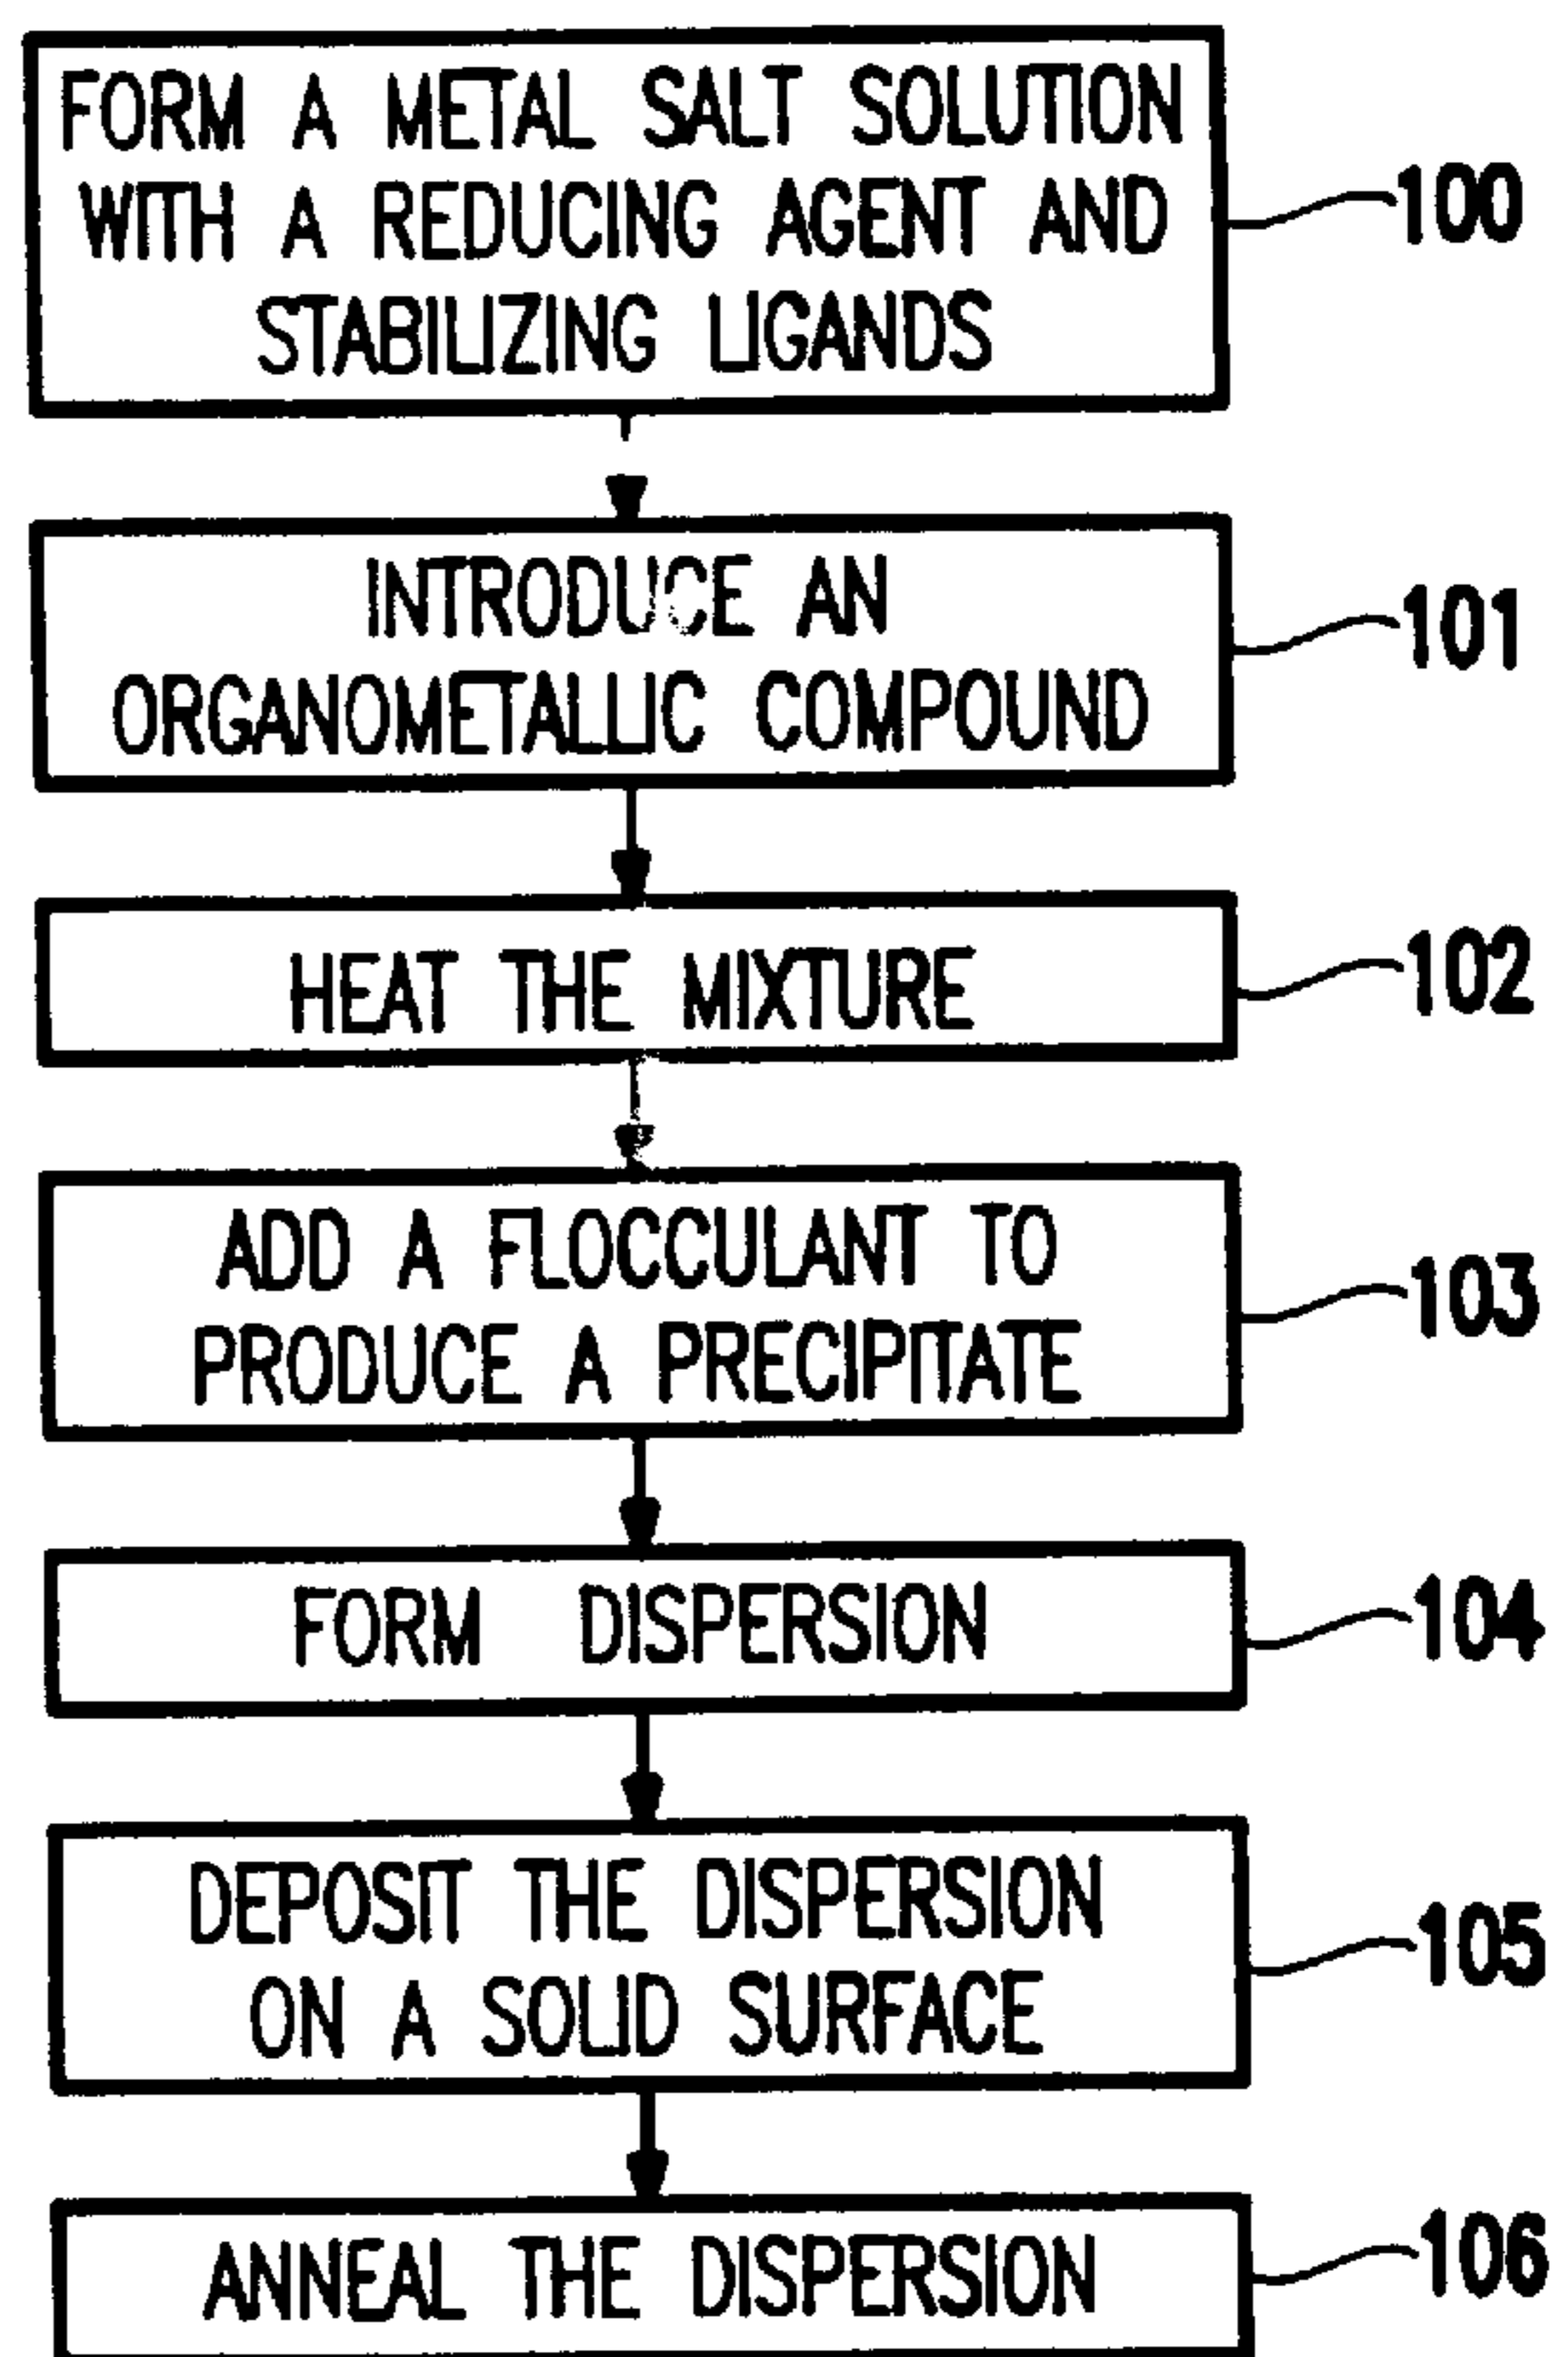 FORM A METAL SALT SOLUTION
WITH A REDUCING AGENT AND
STABILIZING LIGANDS
100
INTRODUCE AN
ORGANOMETALLIC COMPOUND
101
HEAT THE MIXTURE
102
ADD A FLOCCULANT TO
PRODUCE A PRECIPITATE
103
FORM DISPERSION
104
DEPOSIT THE DISPERSION
ON A SOLID SURFACE
105
ANNEAL THE DISPERSION
106